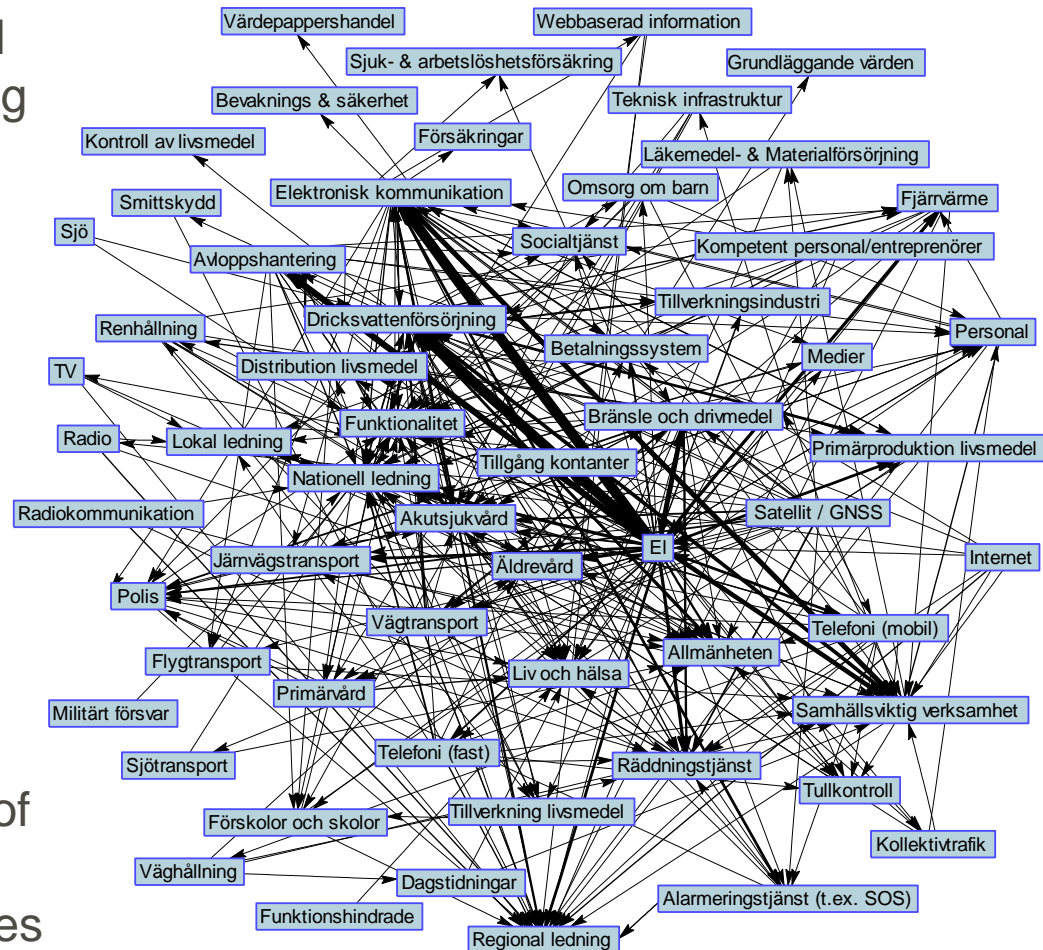 l
g
of
es
Värdepappershandel
Webbaserad information
Sjuk- & arbetslöshetsförsäkring
Grundläggande värden
Bevaknings & säkerhet
Teknisk infrastruktur
Kontroll av livsmedel
Försäkringar
Läkemedel- & Materialförsörjning
Elektronisk kommunikation
Omsorg om barn
Smittskydd
Fjärrvärme
Sjö
Socialtjänst
Kompetent personal/entreprenörer
Avloppshantering
Tillverkningsindustri
Renhållning
Dricksvattenförsörjning
Personal
Betalningssystem
Medier
TV
Distribution livsmedel
Funktionalitet
Bränsle och drivmedel
Radio
Lokal ledning
Tillgång kontanter
Primärproduktion livsmedel
Nationell ledning
Radiokommunikation
Akutsjukvård
Satellit / GNSS
Järnvägstransport
El
Internet
Äldrevård
Polis
Vägtransport
Telefoni (mobil)
Flygtransport
Allmänheten
Liv och hälsa
Primärvård
Militärt försvar
Samhällsviktig verksamhet
Sjötransport
Telefoni (fast)
Räddningstjänst
Tullkontroll
Förskolor och skolor
Tillverkning livsmedel
Kollektivtrafik
Väghållning
Dagstidningar
Alarmeringstjänst (t.ex. SOS)
Funktionshindrade
Regional ledning